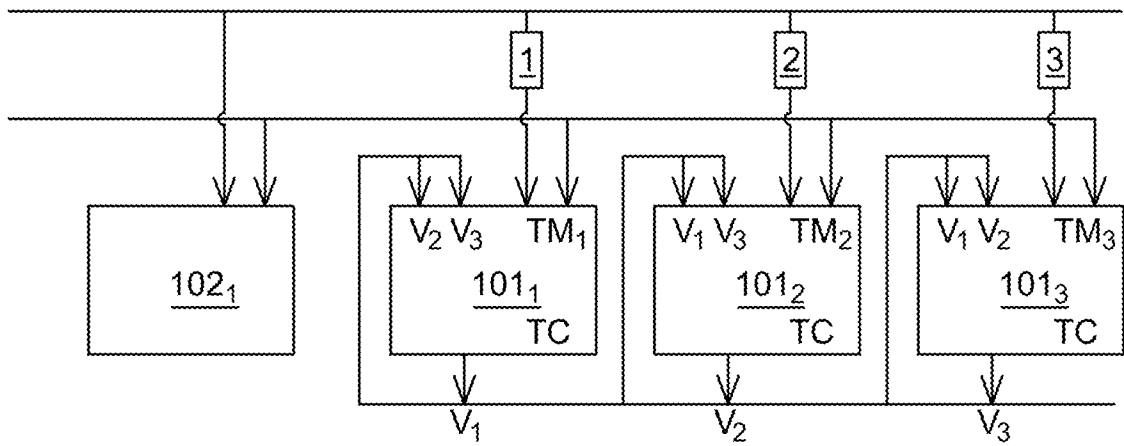 1 2 3
V₂ V₃ TM₁ V₁ V₃ TM₂ V₁ V₂ TM₃
102₁ 101₁ 101₂ 101₃
TC TC TC
V₁ V₂ V₃